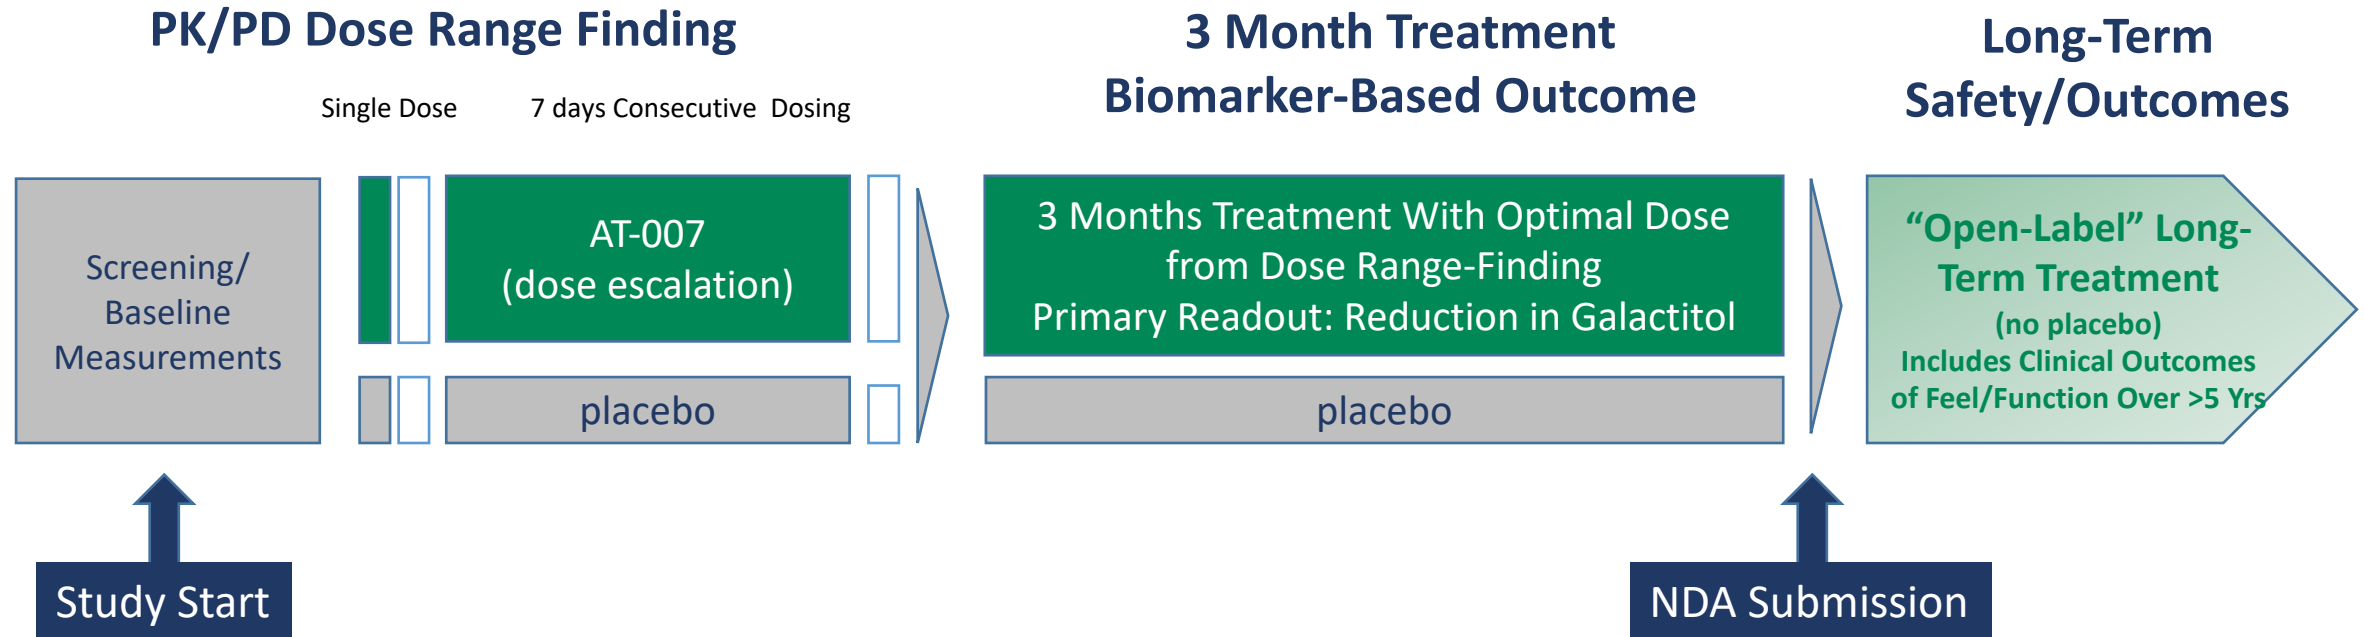 PK/PD Dose Range Finding
Single Dose
7 days Consecutive Dosing
3 Month Treatment
Biomarker-Based Outcome
Long-Term
Safety/Outcomes
Screening/
Baseline
Measurements
AT-007
(dose escalation)
placebo
3 Months Treatment With Optimal Dose
from Dose Range-Finding
Primary Readout: Reduction in Galactitol
placebo
“Open-Label” Long-
Term Treatment
(no placebo)
Includes Clinical Outcomes
of Feel/Function Over >5 Yrs
Study Start
NDA Submission